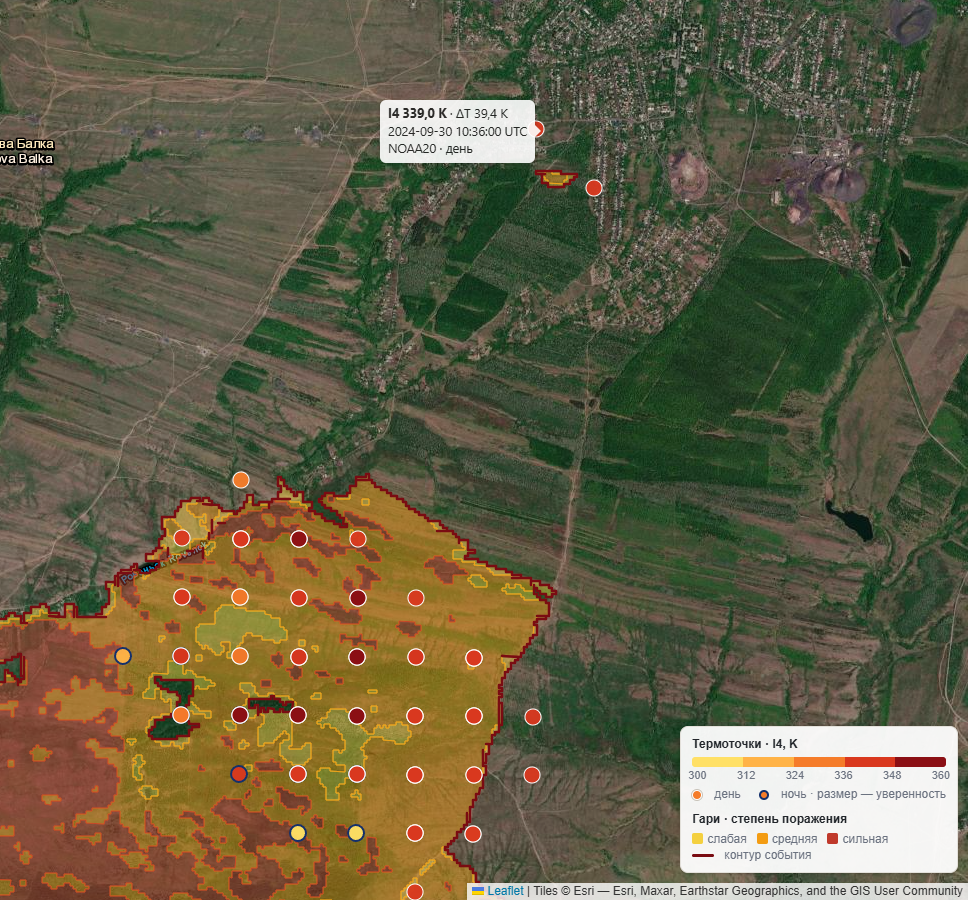 I4 339,0 K · ΔT 39,4 K
2024-09-30 10:36:00 UTC
NOAA20 · день
ва Балка
ova Balka
Термоточки · I4, K
300 312 324 336 348 360
день ночь · размер — уверенность
Гари · степень поражения
слабая средняя сильная
контур события
Leaflet | Tiles © Esri — Esri, Maxar, Earthstar Geographics, and the GIS User Community